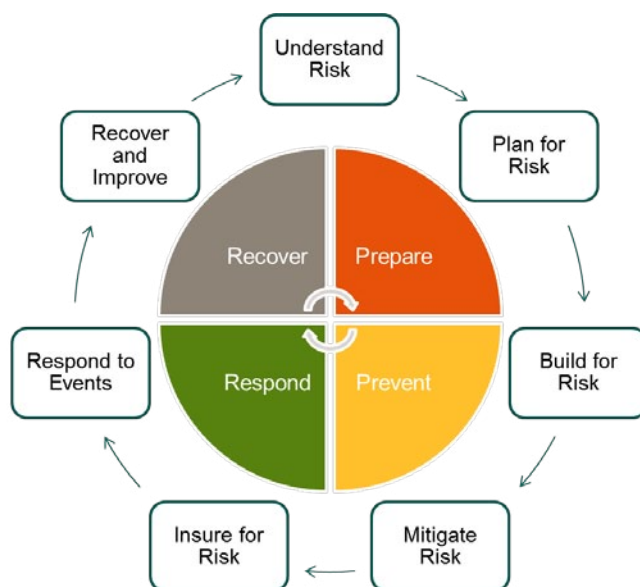 Understand
Risk
Plan for
Risk
Build for
Risk
Mitigate
Risk
Insure for
Risk
Respond to
Events
Recover
and
Improve
Recover
Prepare
Respond
Prevent